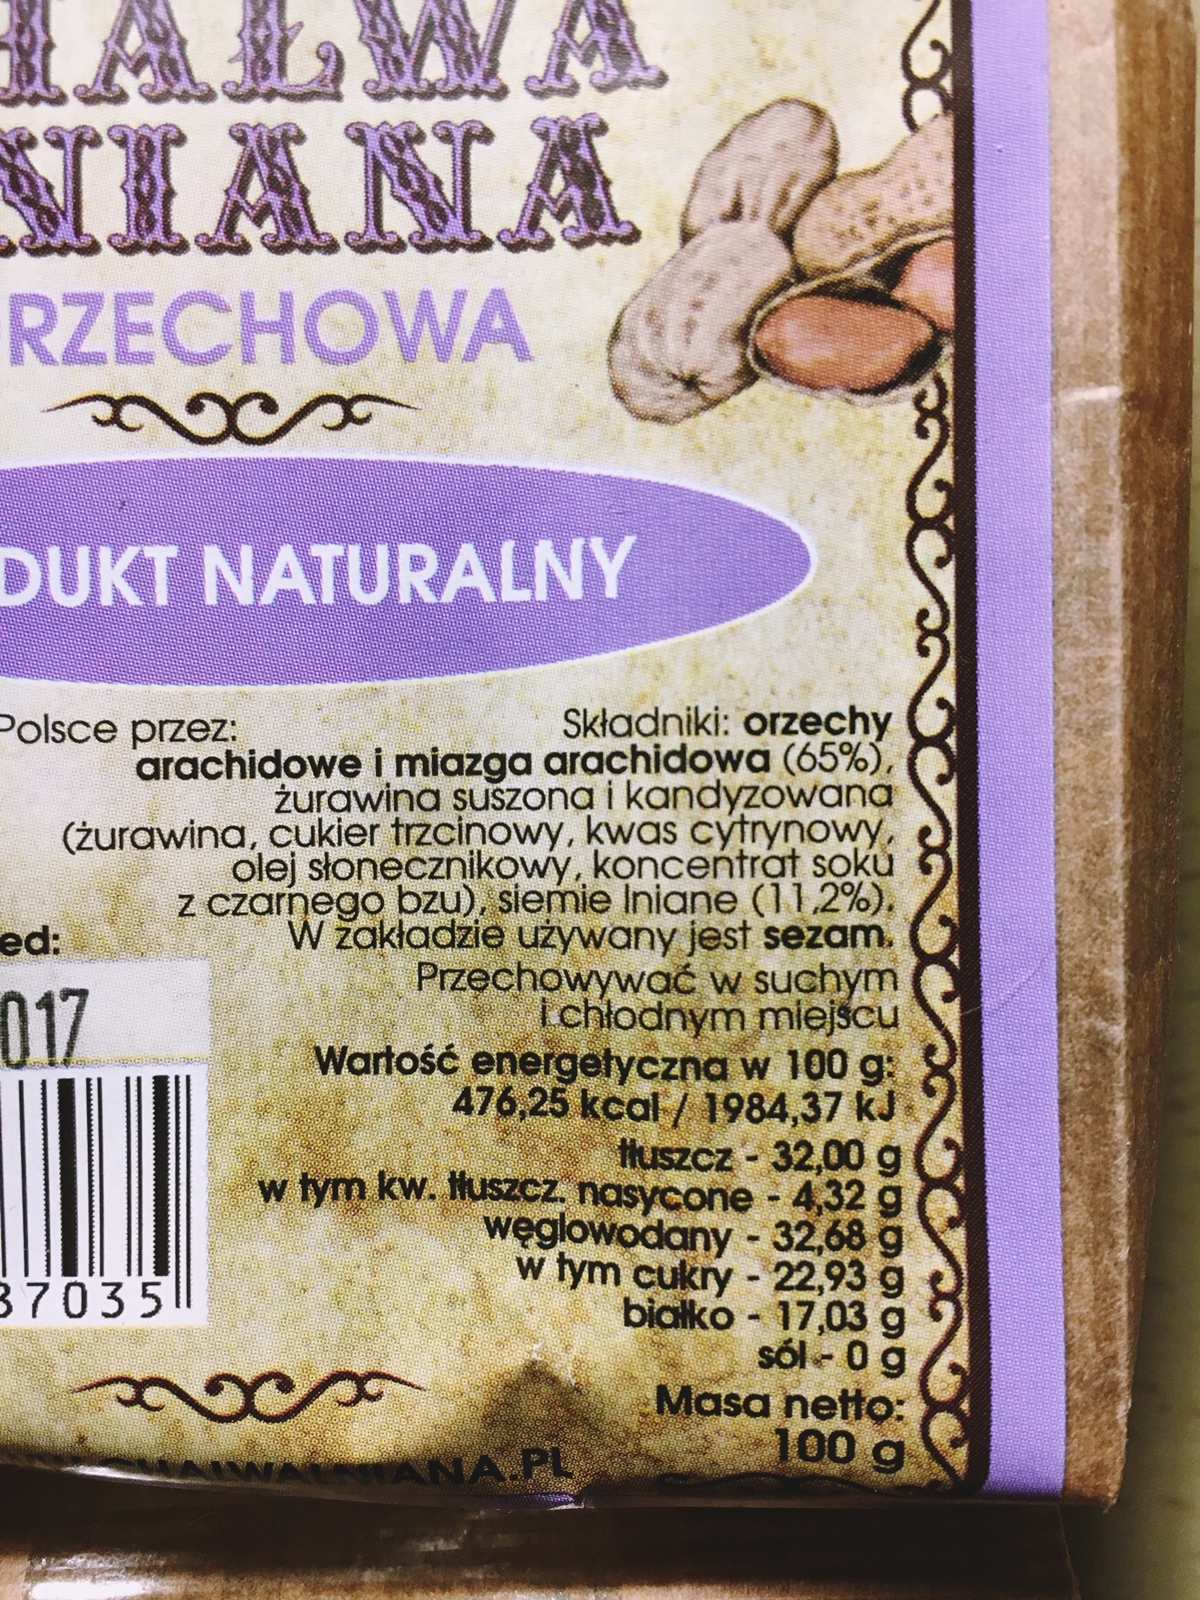 HAŁWA
NIANA
RZECHOWA
DUKT NATURALNY
Polsce przez:
Składniki: orzechy
arachidowe i miazga arachidowa (65%),
żurawina suszona i kandyzowana
(żurawina, cukier trzcinowy, kwas cytrynowy,
olej słonecznikowy, koncentrat soku
z czarnego bzu), siemie lniane (11,2%).
W zakładzie używany jest sezam.
ed:
017
Przechowywać w suchym
i chłodnym miejscu
Wartość energetyczna w 100 g:
476,25 kcal / 1984,37 kJ
tłuszcz - 32,00 g
w tym kw. tłuszcz. nasycone - 4,32 g
węglowodany - 32,68 g
w tym cukry - 22,93 g
białko - 17,03 g
sól - 0 g
37035
Masa netto:
100 g
CHALWALNIANA.PL